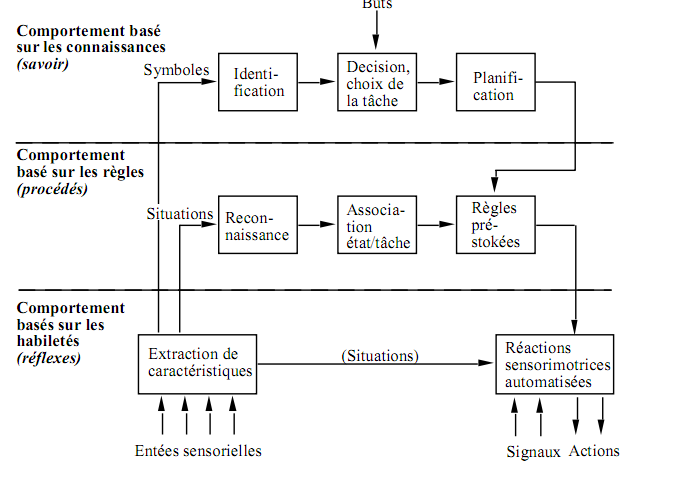 Buts
Comportement basé
sur les connaissances
(savoir)
Symboles
Identi-
fication
Decision,
choix de
la tâche
Planifi-
cation
Comportement
basé sur les règles
(procédés)
Situations
Recon-
naissance
Associa-
tion
état/tâche
Règles
pré-
stokées
Comportement
basés sur les
habiletés
(réflexes)
Extraction de
caractéristiques
(Situations)
Réactions
sensorimotrices
automatisées
Entées sensorielles
Signaux
Actions